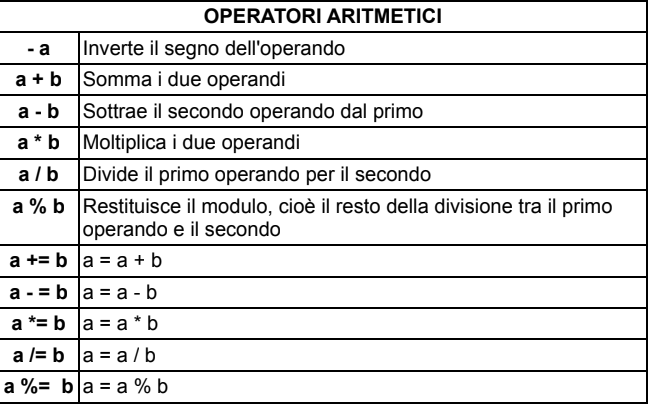 OPERATORI ARITMETICI
- a Inverte il segno dell'operando
a + b Somma i due operandi
a - b Sottrae il secondo operando dal primo
a * b Moltiplica i due operandi
a / b Divide il primo operando per il secondo
a % b Restituisce il modulo, cioè il resto della divisione tra il primo
operando e il secondo
a += b a = a + b
a - = b a = a - b
a *= b a = a * b
a /= b a = a / b
a %= b a = a % b